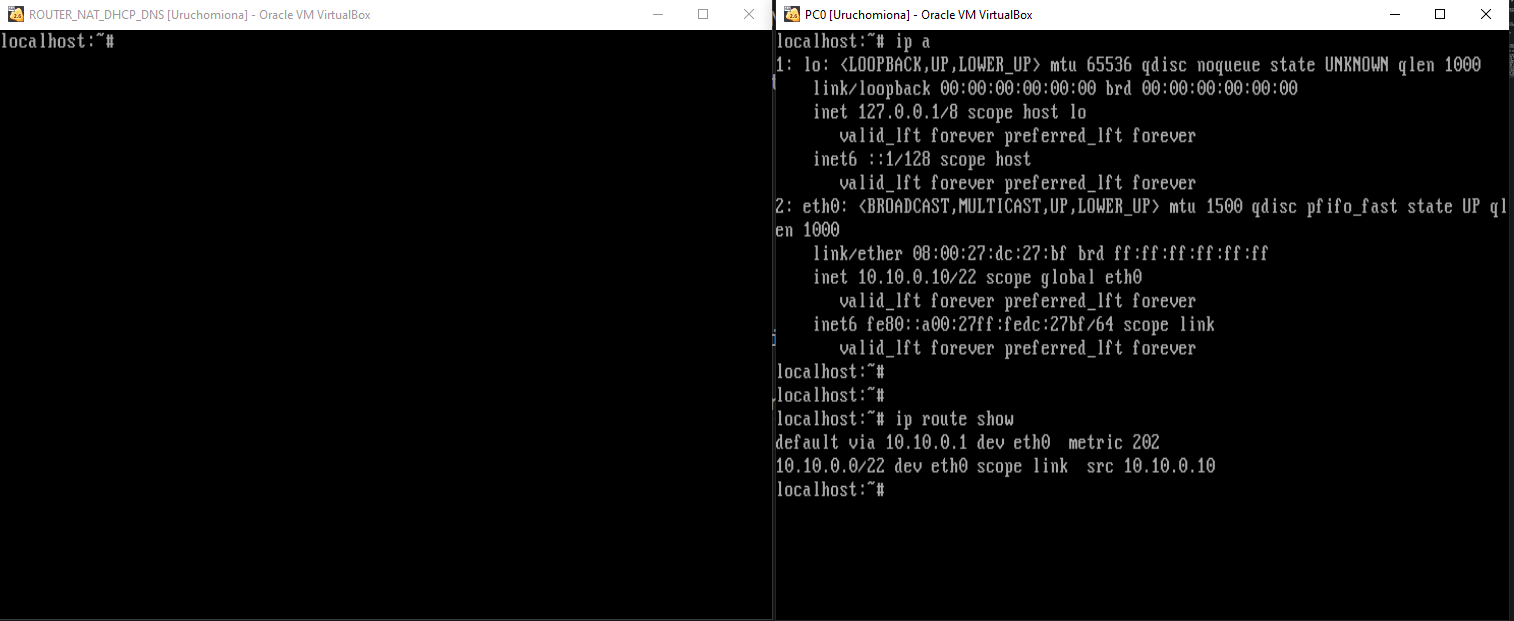 ROUTER_NAT_DHCP_DNS [Uruchomiona] - Oracle VM VirtualBox
localhost:~#
PC0 [Uruchomiona] - Oracle VM VirtualBox
localhost:~# ip a
1: lo: <LOOPBACK,UP,LOWER_UP> mtu 65536 qdisc noqueue state UNKNOWN qlen 1000
    link/loopback 00:00:00:00:00:00 brd 00:00:00:00:00:00
    inet 127.0.0.1/8 scope host lo
       valid_lft forever preferred_lft forever
    inet6 ::1/128 scope host
       valid_lft forever preferred_lft forever
2: eth0: <BROADCAST,MULTICAST,UP,LOWER_UP> mtu 1500 qdisc pfifo_fast state UP ql
en 1000
    link/ether 08:00:27:dc:27:bf brd ff:ff:ff:ff:ff:ff
    inet 10.10.0.10/22 scope global eth0
       valid_lft forever preferred_lft forever
    inet6 fe80::a00:27ff:fedc:27bf/64 scope link
       valid_lft forever preferred_lft forever
localhost:~#
localhost:~#
localhost:~# ip route show
default via 10.10.0.1 dev eth0  metric 202
10.10.0.0/22 dev eth0 scope link  src 10.10.0.10
localhost:~#